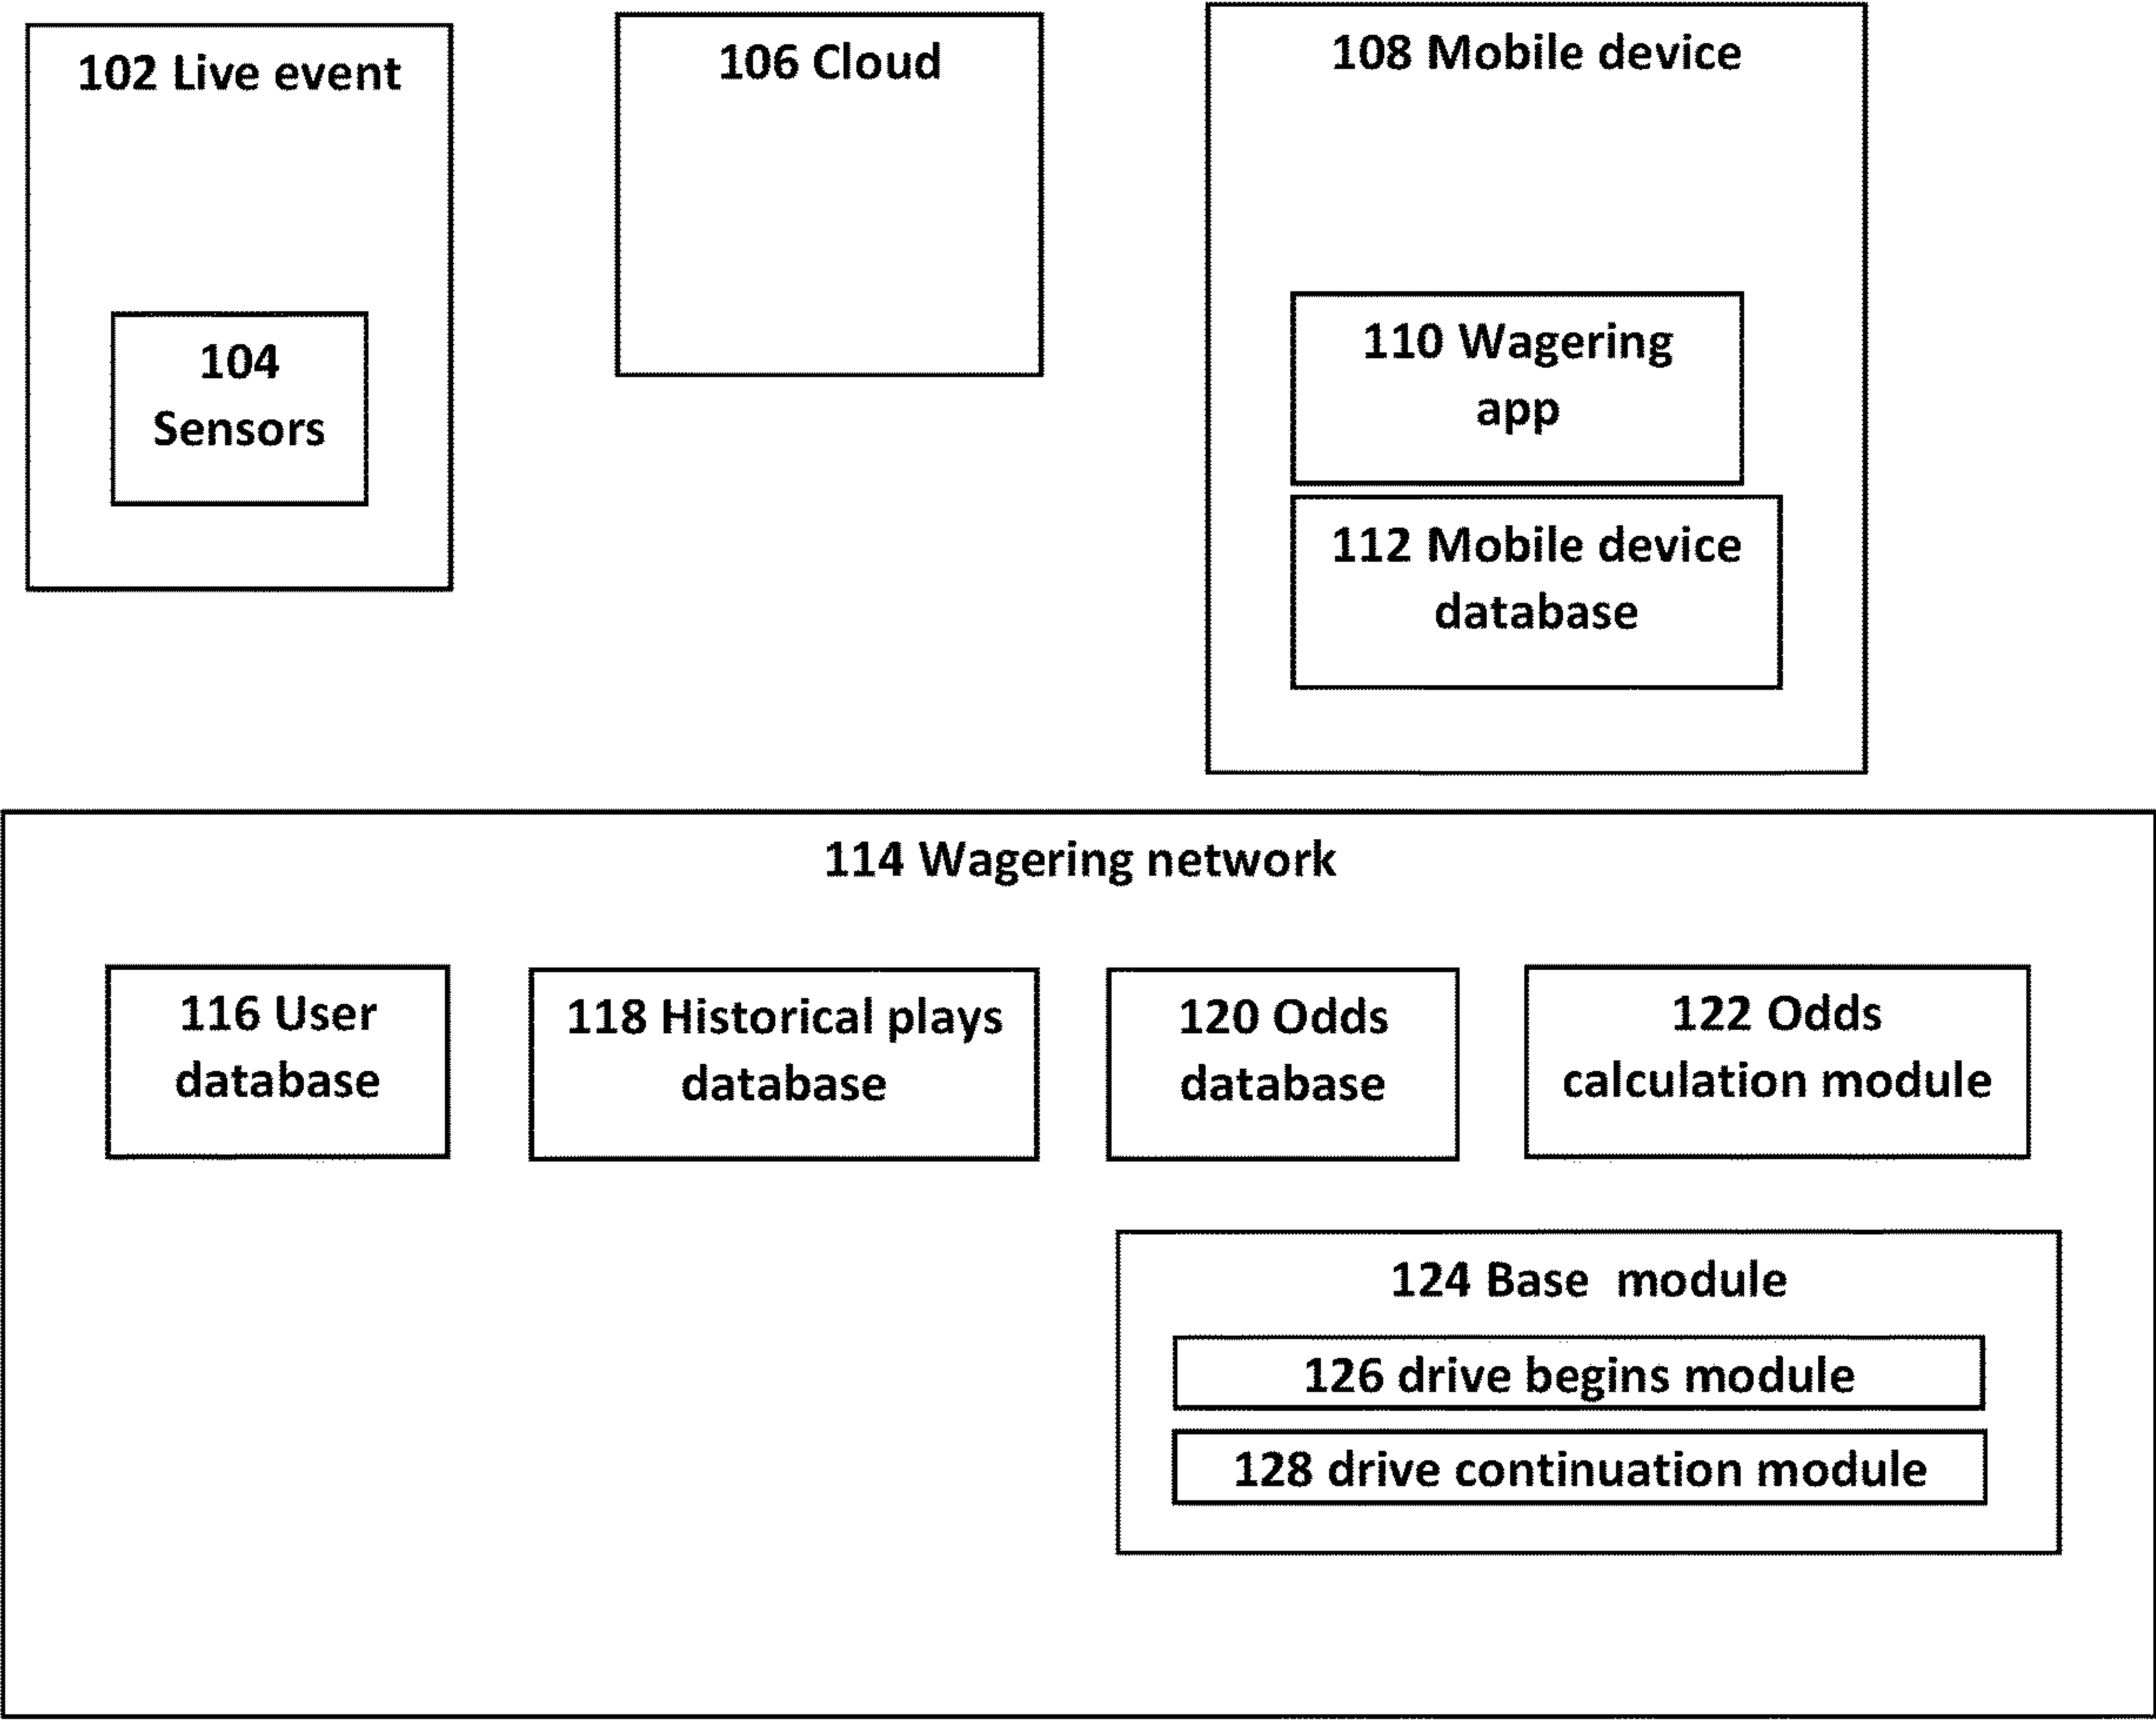 102 Live event
104
Sensors
106 Cloud
108 Mobile device
110 Wagering
app
112 Mobile device
database
114 Wagering network
116 User
database
118 Historical plays
database
120 Odds
database
122 Odds
calculation module
124 Base  module
126 drive begins module
128 drive continuation module